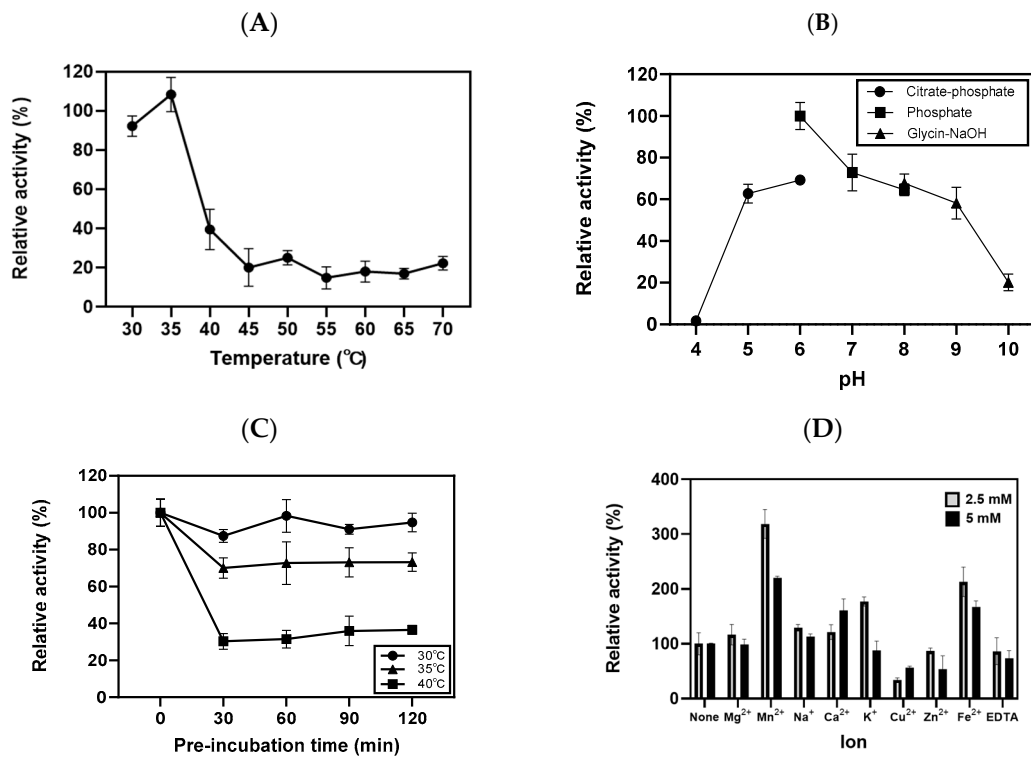 (A)
120
100
80
60
40
20
0
Relative activity (%)
30 35 40 45 50 55 60 65 70
Temperature (℃)
(B)
120
100
80
60
40
20
0
Relative activity (%)
Citrate-phosphate
Phosphate
Glycin-NaOH
4 5 6 7 8 9 10
pH
(C)
120
100
80
60
40
20
0
Relative activity (%)
30℃
35℃
40℃
0 30 60 90 120
Pre-incubation time (min)
(D)
400
300
200
100
0
Relative activity (%)
2.5 mM
5 mM
None Mg²⁺ Mn²⁺ Na⁺ Ca²⁺ K⁺ Cu²⁺ Zn²⁺ Fe²⁺ EDTA
Ion